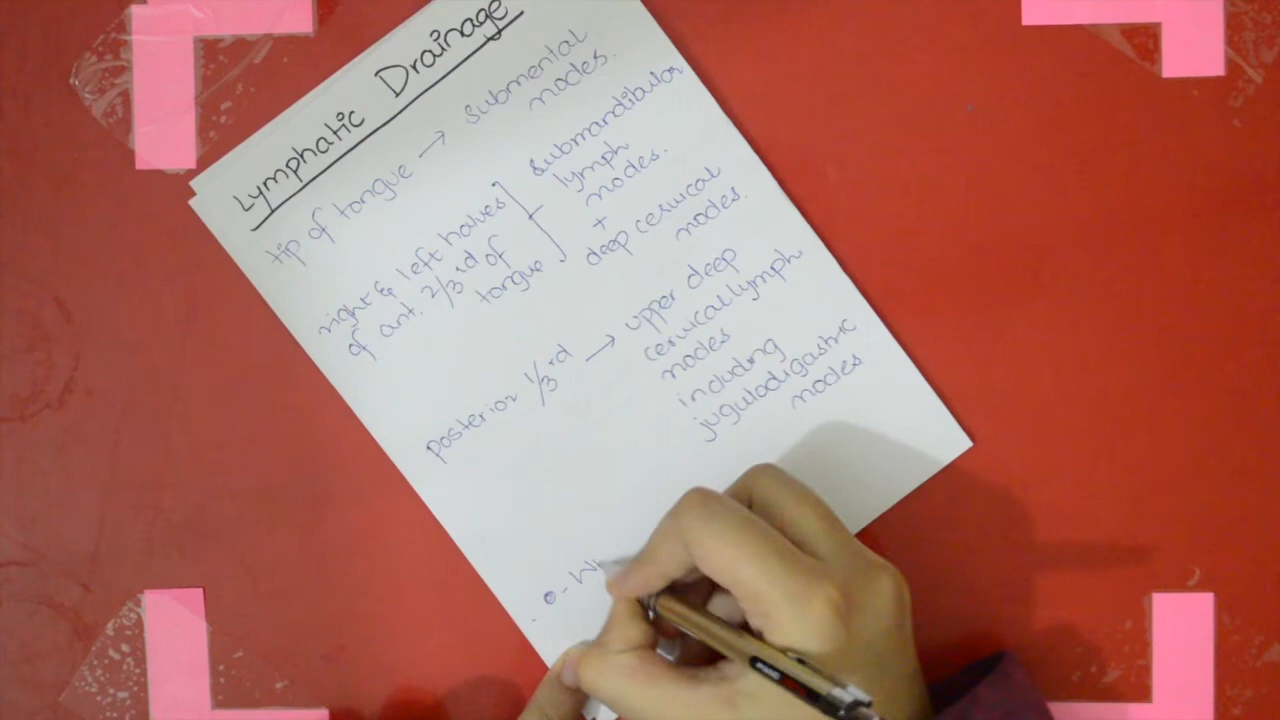 Lymphatic Drainage
tip of tongue → submental
nodes.
right & left halves
of ant. 2/3rd of
tongue
submandibular
lymph
nodes.
+
deep cervical
nodes.
posterior 1/3rd → upper deep
cervical lymph
nodes
including
jugulodigastric
nodes